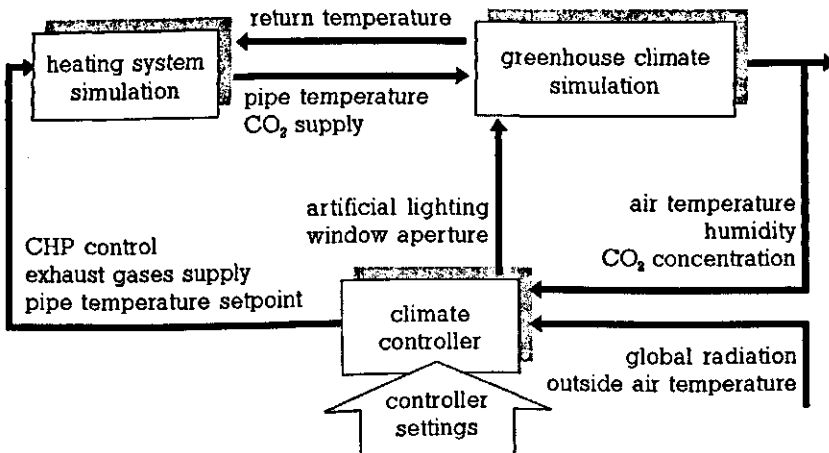 return temperature
heating system
simulation
greenhouse climate
simulation
pipe temperature
CO₂ supply
artificial lighting
window aperture
air temperature
humidity
CO₂ concentration
CHP control
exhaust gases supply
pipe temperature setpoint
climate
controller
global radiation
outside air temperature
controller
settings